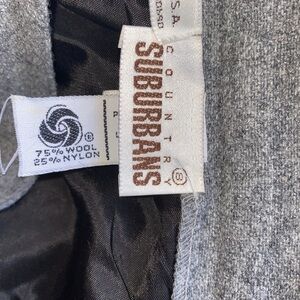 COUNTRY ®
SUBURBANS
®
75% WOOL
25% NYLON
S.A.